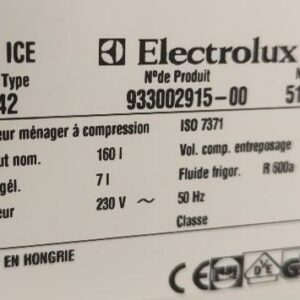 ICE Electrolux
Type N° de Produit N
42 933002915-00 51
eur ménager à compression ISO 7371
ut nom. 160 l Vol. comp. entreposage
gél. 7 l Fluide frigor. R 600a
eur 230 V ~ 50 Hz
Classe
EN HONGRIE
CE